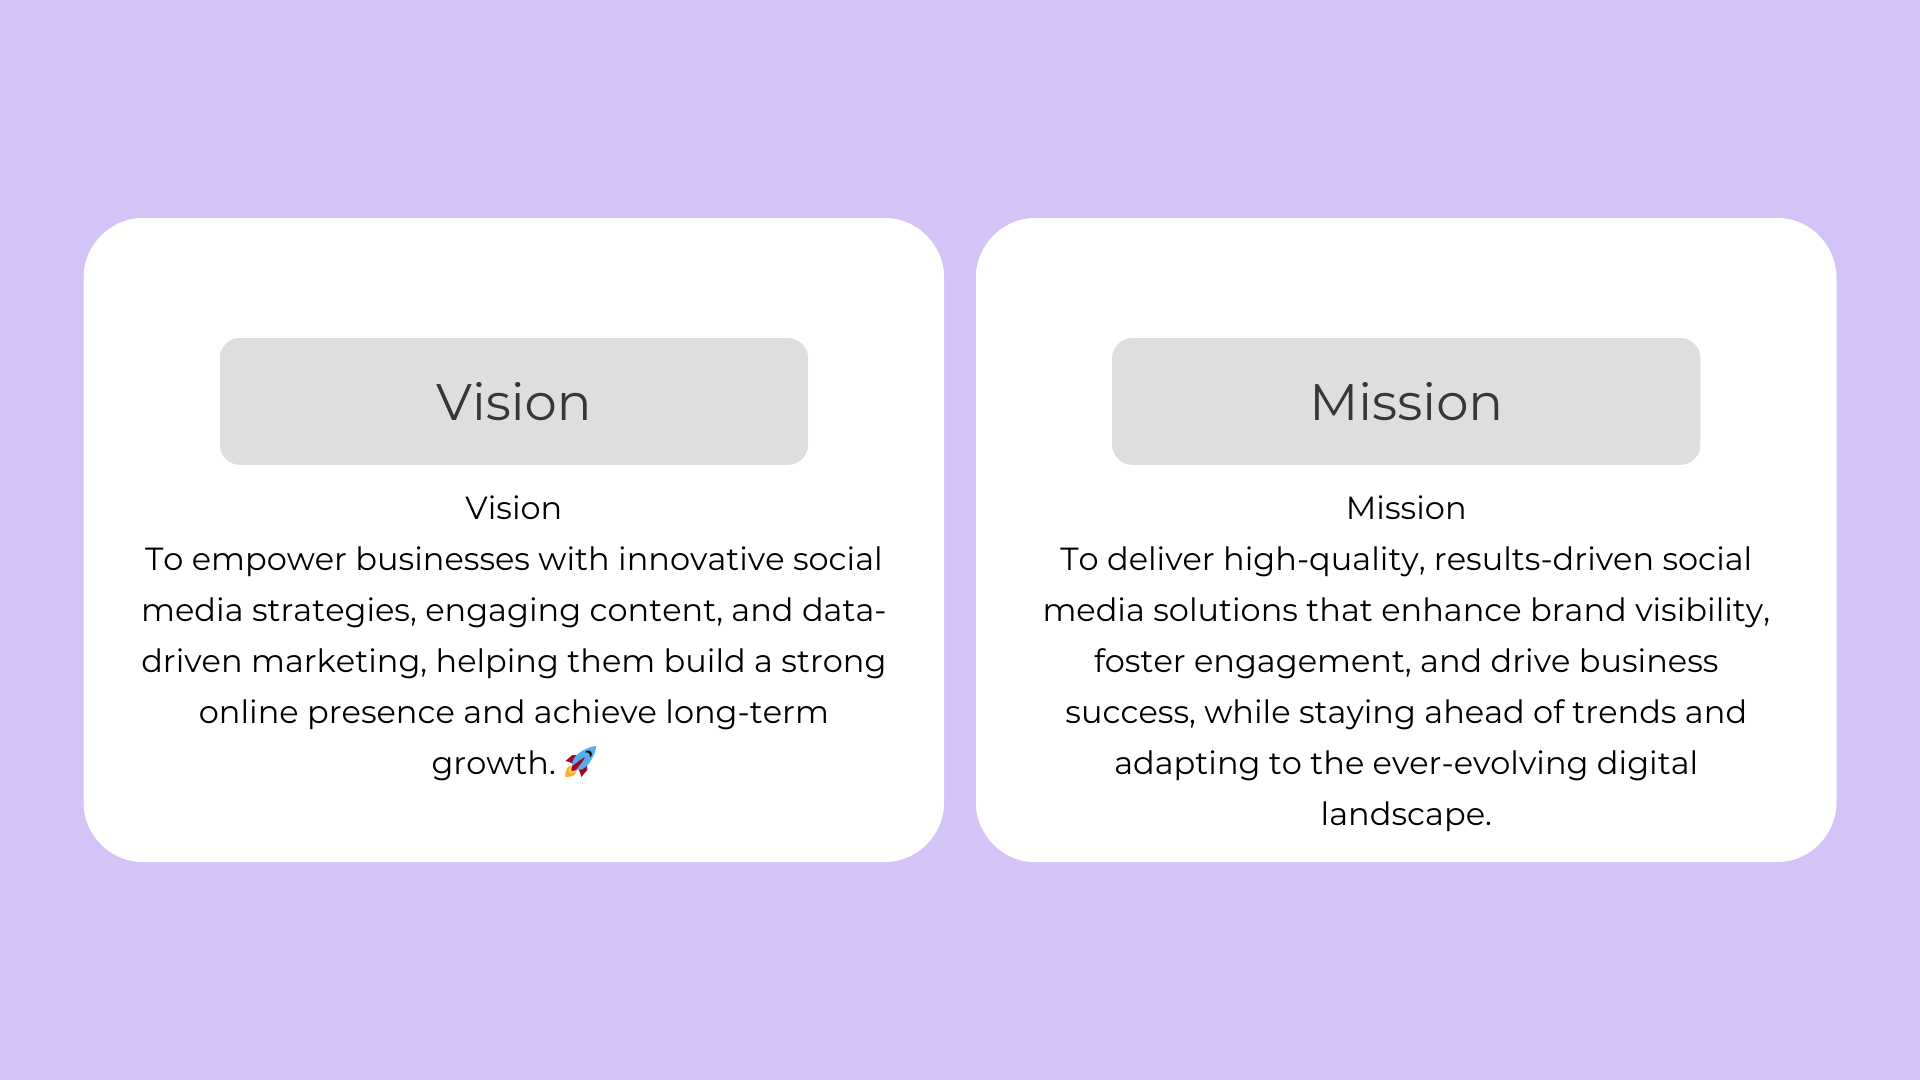 Vision
Vision
To empower businesses with innovative social
media strategies, engaging content, and data-
driven marketing, helping them build a strong
online presence and achieve long-term
growth. 🚀
Mission
Mission
To deliver high-quality, results-driven social
media solutions that enhance brand visibility,
foster engagement, and drive business
success, while staying ahead of trends and
adapting to the ever-evolving digital
landscape.